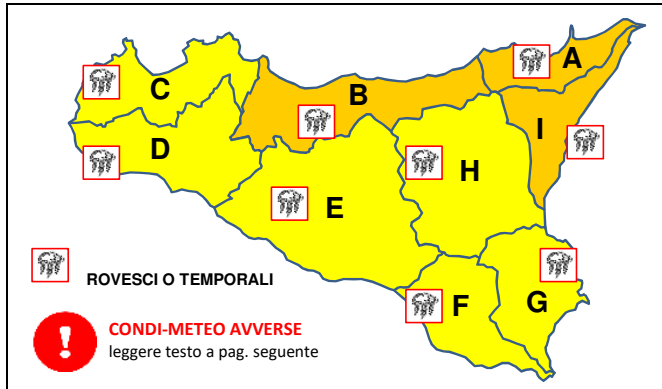 A
C
B
I
D
H
E
G
F
ROVESCI O TEMPORALI
CONDI-METEO AVVERSE
leggere testo a pag. seguente